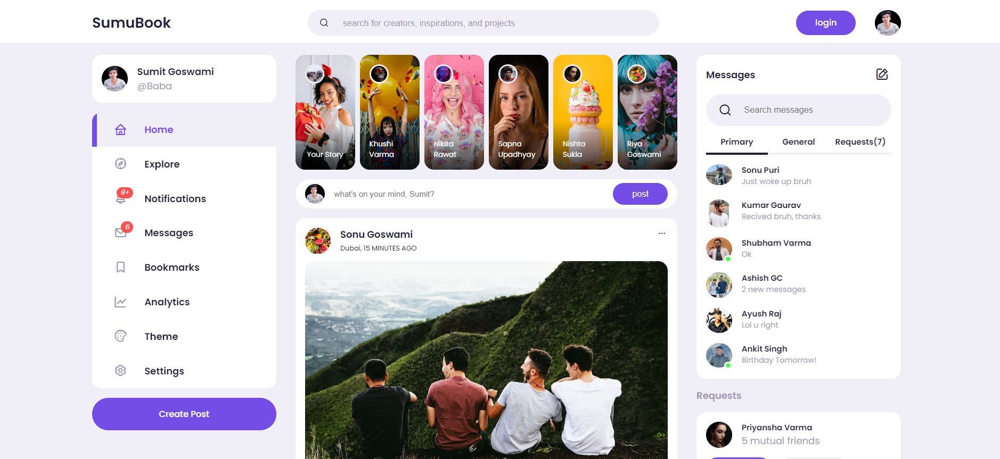 SumuBook
search for creators, inspirations, and projects
login
Sumit Goswami
@Baba
Home
Explore
9+
Notifications
6
Messages
Bookmarks
Analytics
Theme
Settings
Create Post
Your Story
Khushi
Varma
Nikita
Rawat
Sapna
Upadhyay
Nishta
Sukla
Riya
Goswami
what's on your mind, Sumit?
post
Sonu Goswami
...
Dubai, 15 MINUTES AGO
Messages
Search messages
Primary General Requests(7)
Sonu Puri
Just woke up bruh
Kumar Gaurav
Recived bruh, thanks
Shubham Varma
Ok
Ashish GC
2 new messages
Ayush Raj
Lol u right
Ankit Singh
Birthday Tomorrow!
Requests
Priyansha Varma
5 mutual friends